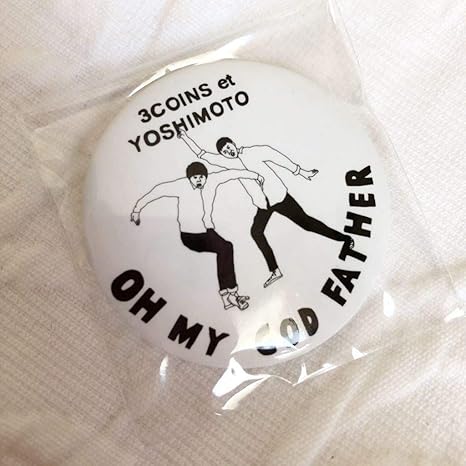 3COINS et
YOSHIMOTO
OH MY GOD FATHER